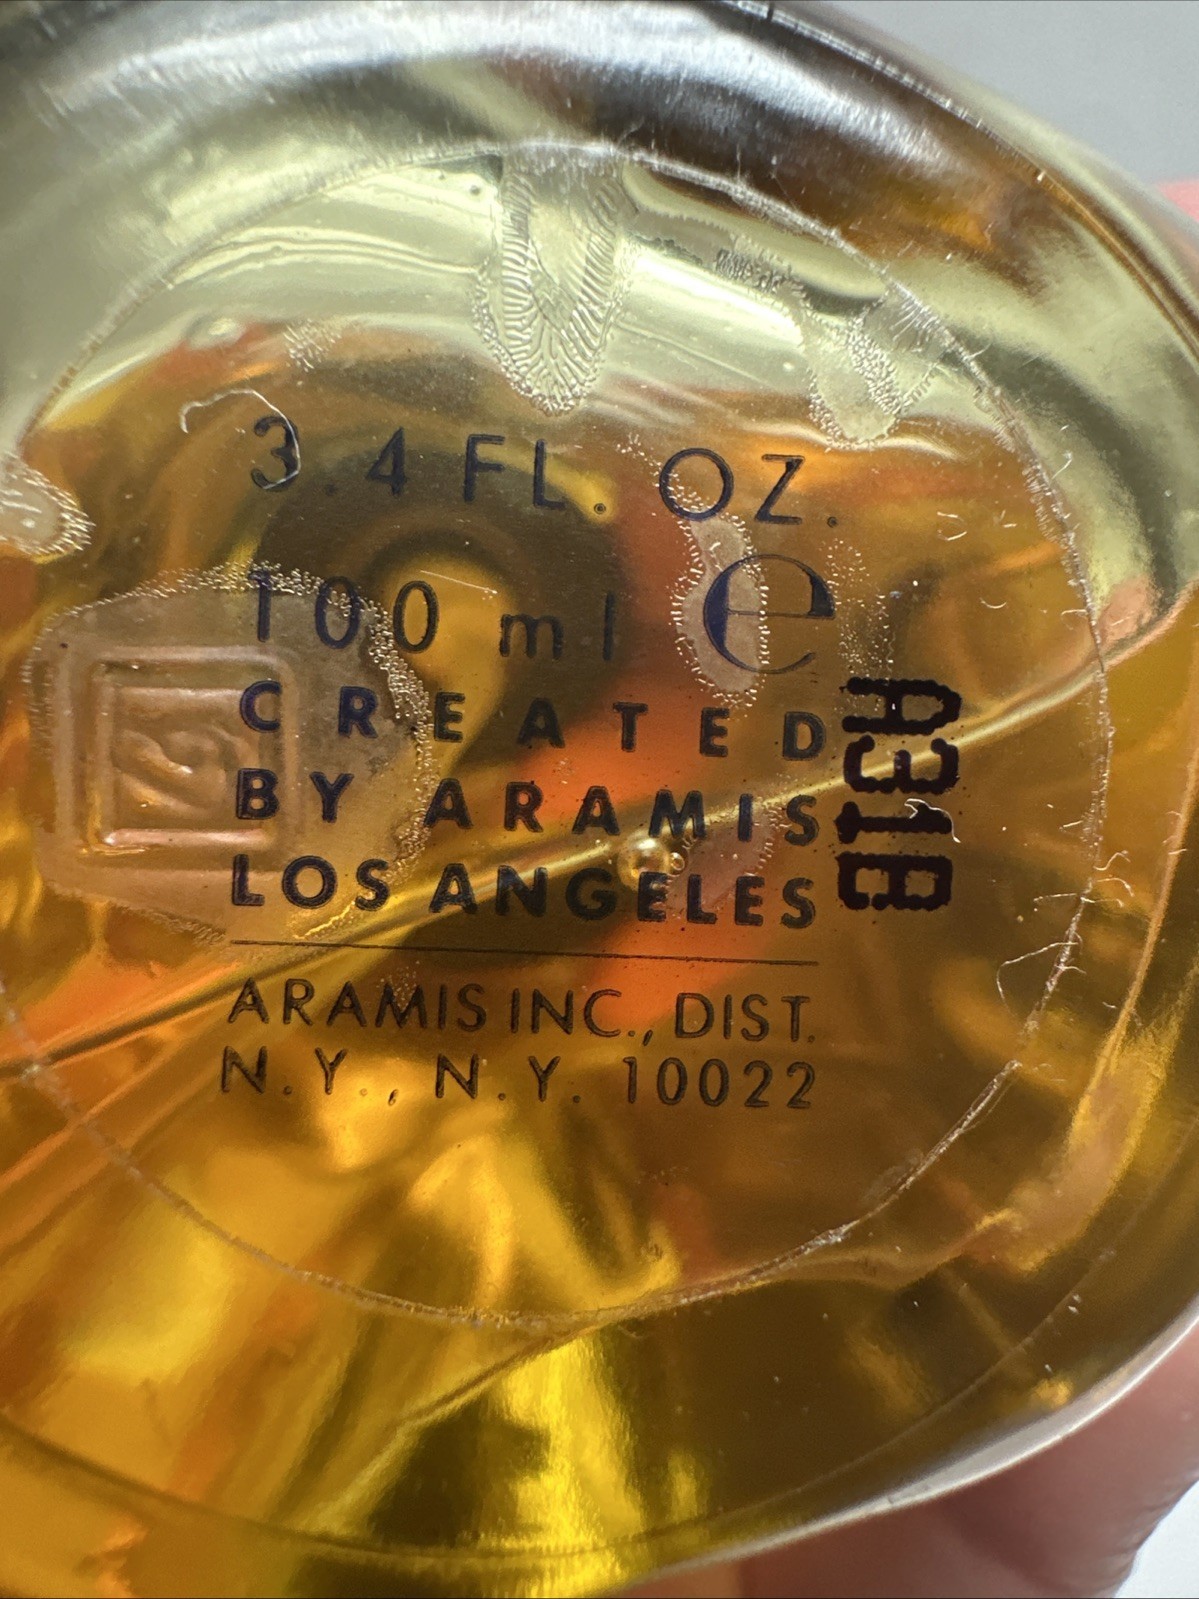 3.4 FL. OZ.
100 ml e
CREATED
BY ARAMIS
LOS ANGELES
ARAMIS INC., DIST.
N.Y., N.Y. 10022
A31B